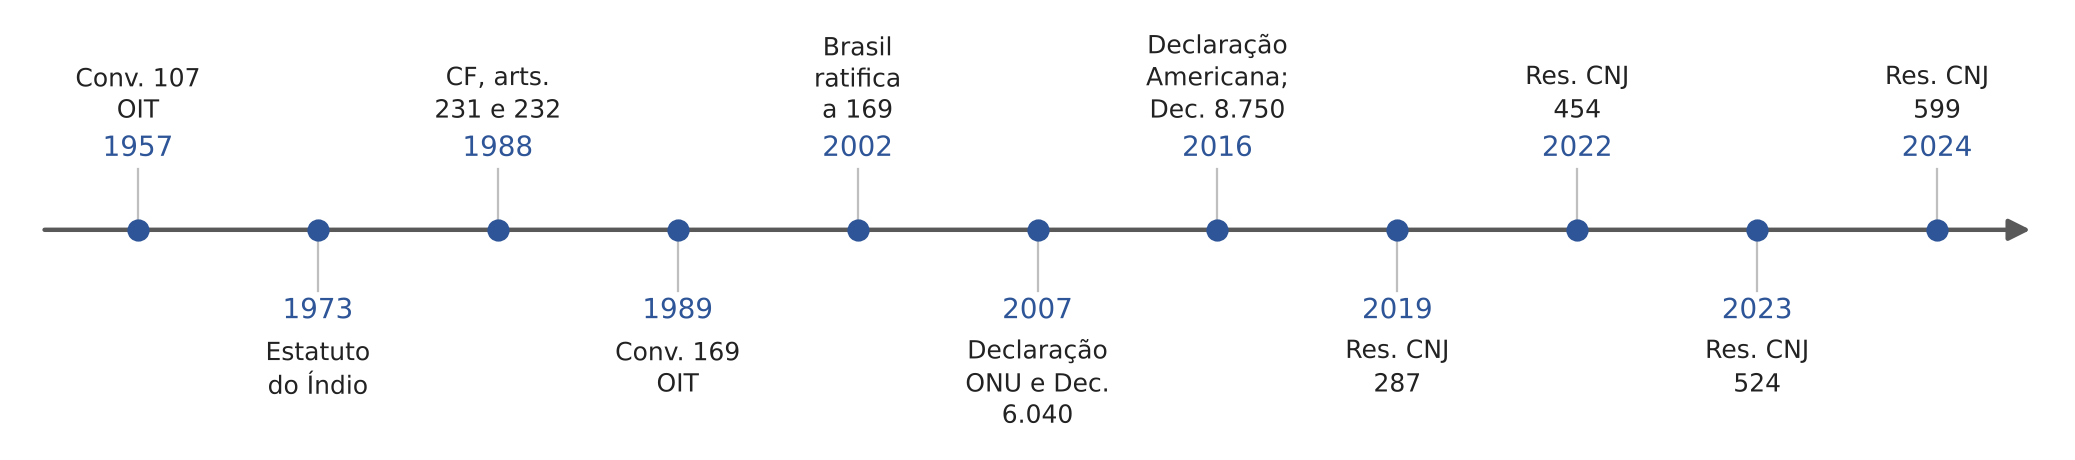 Conv. 107
OIT
1957
1973
Estatuto
do Índio
CF, arts.
231 e 232
1988
1989
Conv. 169
OIT
Brasil
ratifica
a 169
2002
2007
Declaração
ONU e Dec.
6.040
Declaração
Americana;
Dec. 8.750
2016
2019
Res. CNJ
287
Res. CNJ
454
2022
2023
Res. CNJ
524
Res. CNJ
599
2024